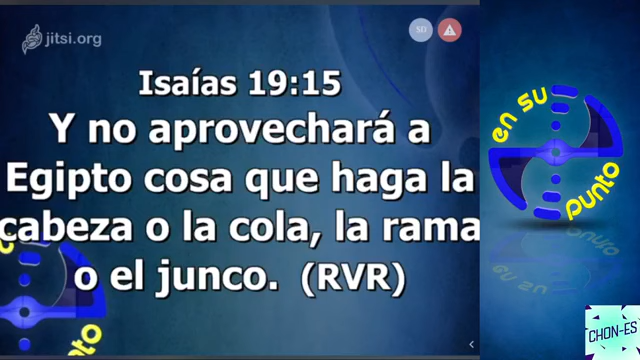 jitsi.org
SD
Isaías 19:15
Y no aprovechará a
Egipto cosa que haga la
cabeza o la cola, la rama
o el junco. (RVR)
en su
punto
punto
CHON-ES